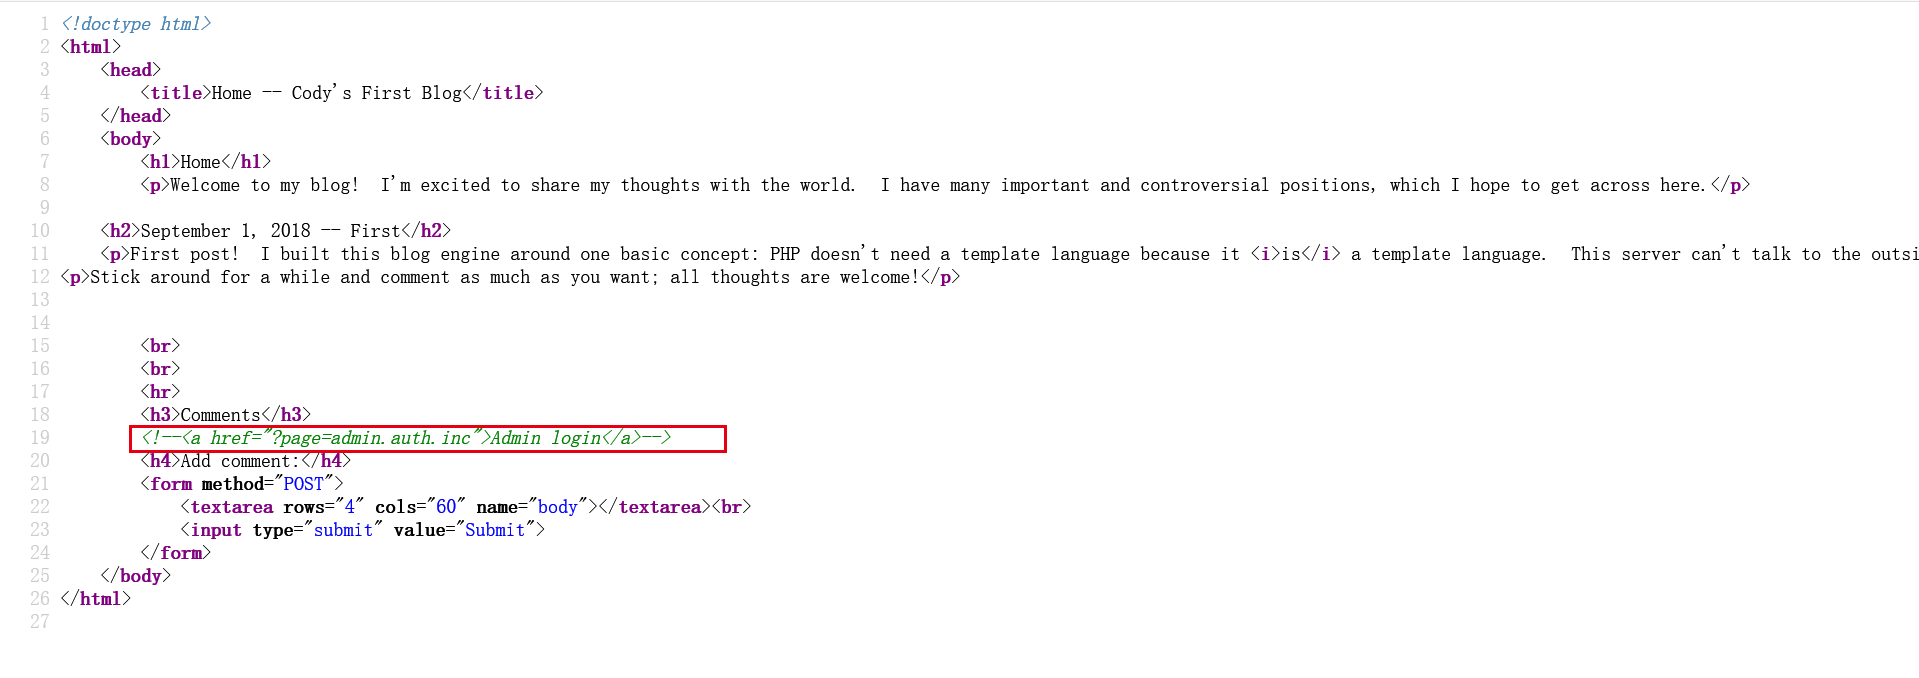 1 <!doctype html>
2 <html>
3     <head>
4         <title>Home -- Cody's First Blog</title>
5     </head>
6     <body>
7         <h1>Home</h1>
8         <p>Welcome to my blog!  I'm excited to share my thoughts with the world.  I have many important and controversial positions, which I hope to get across here.</p>
9
10     <h2>September 1, 2018 -- First</h2>
11     <p>First post!  I built this blog engine around one basic concept: PHP doesn't need a template language because it <i>is</i> a template language.  This server can't talk to the outsi
12 <p>Stick around for a while and comment as much as you want; all thoughts are welcome!</p>
13
14
15         <br>
16         <br>
17         <hr>
18         <h3>Comments</h3>
19         <!--<a href="?page=admin.auth.inc">Admin login</a>-->
20         <h4>Add comment:</h4>
21         <form method="POST">
22             <textarea rows="4" cols="60" name="body"></textarea><br>
23             <input type="submit" value="Submit">
24         </form>
25     </body>
26 </html>
27